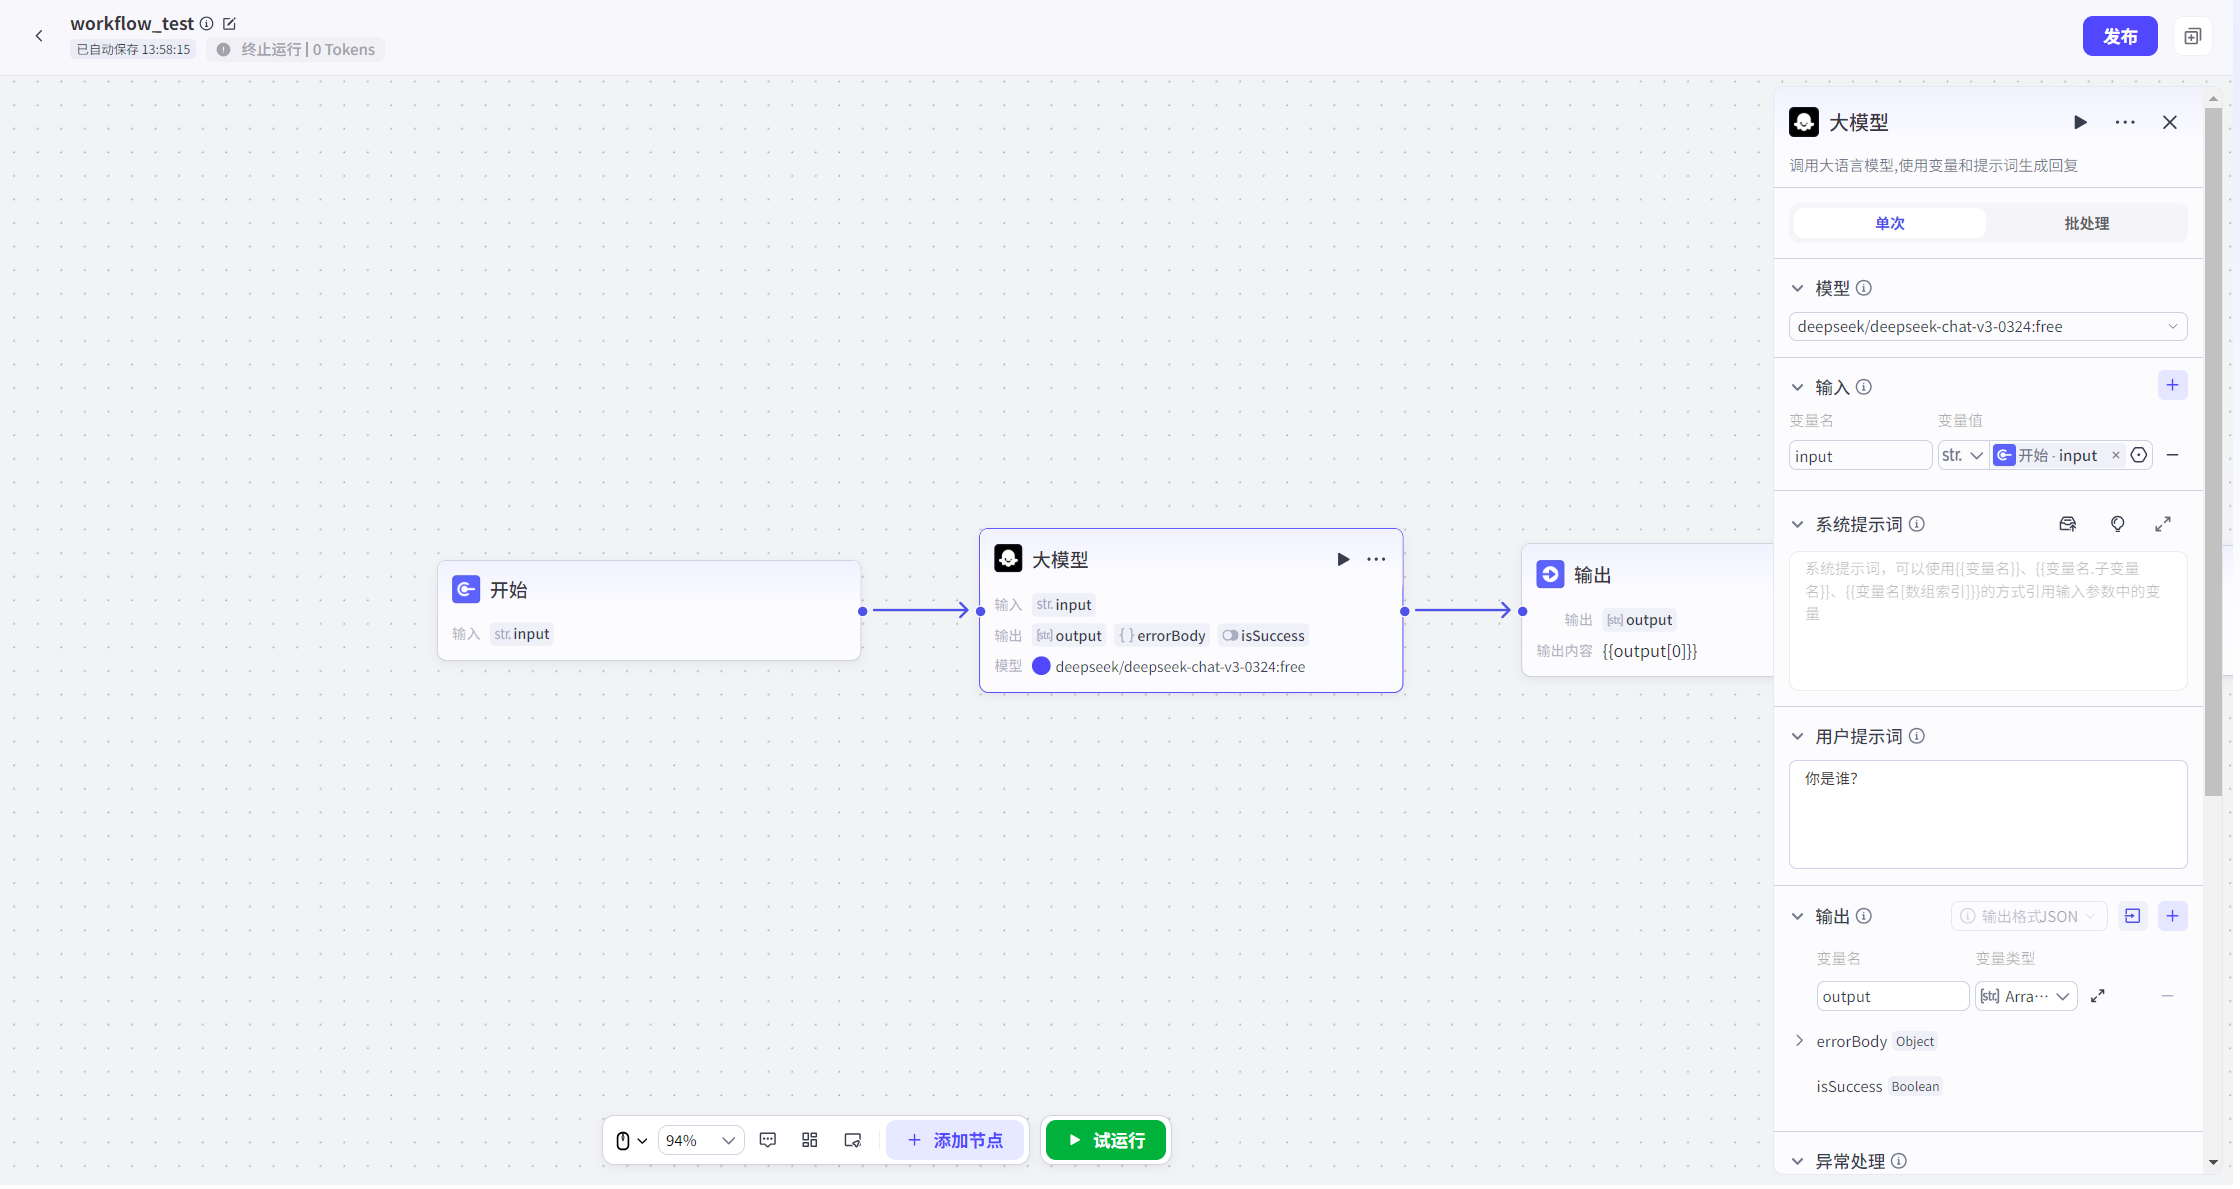 workflow_test
已自动保存 13:58:15
终止运行 | 0 Tokens
发布
开始
输入 str. input
大模型
输入 str. input
输出 [str] output { } errorBody isSuccess
模型 deepseek/deepseek-chat-v3-0324:free
输出
输出 [str] output
输出内容 {{output[0]}}
94%
添加节点
试运行
大模型
调用大语言模型,使用变量和提示词生成回复
单次 批处理
模型
deepseek/deepseek-chat-v3-0324:free
输入
变量名 变量值
input str. 开始 · input
系统提示词
系统提示词，可以使用{{变量名}}、{{变量名.子变量
名}}、{{变量名[数组索引]}}的方式引用输入参数中的变
量
用户提示词
你是谁?
输出 输出格式JSON
变量名 变量类型
output [str] Arra···
errorBody Object
isSuccess Boolean
异常处理